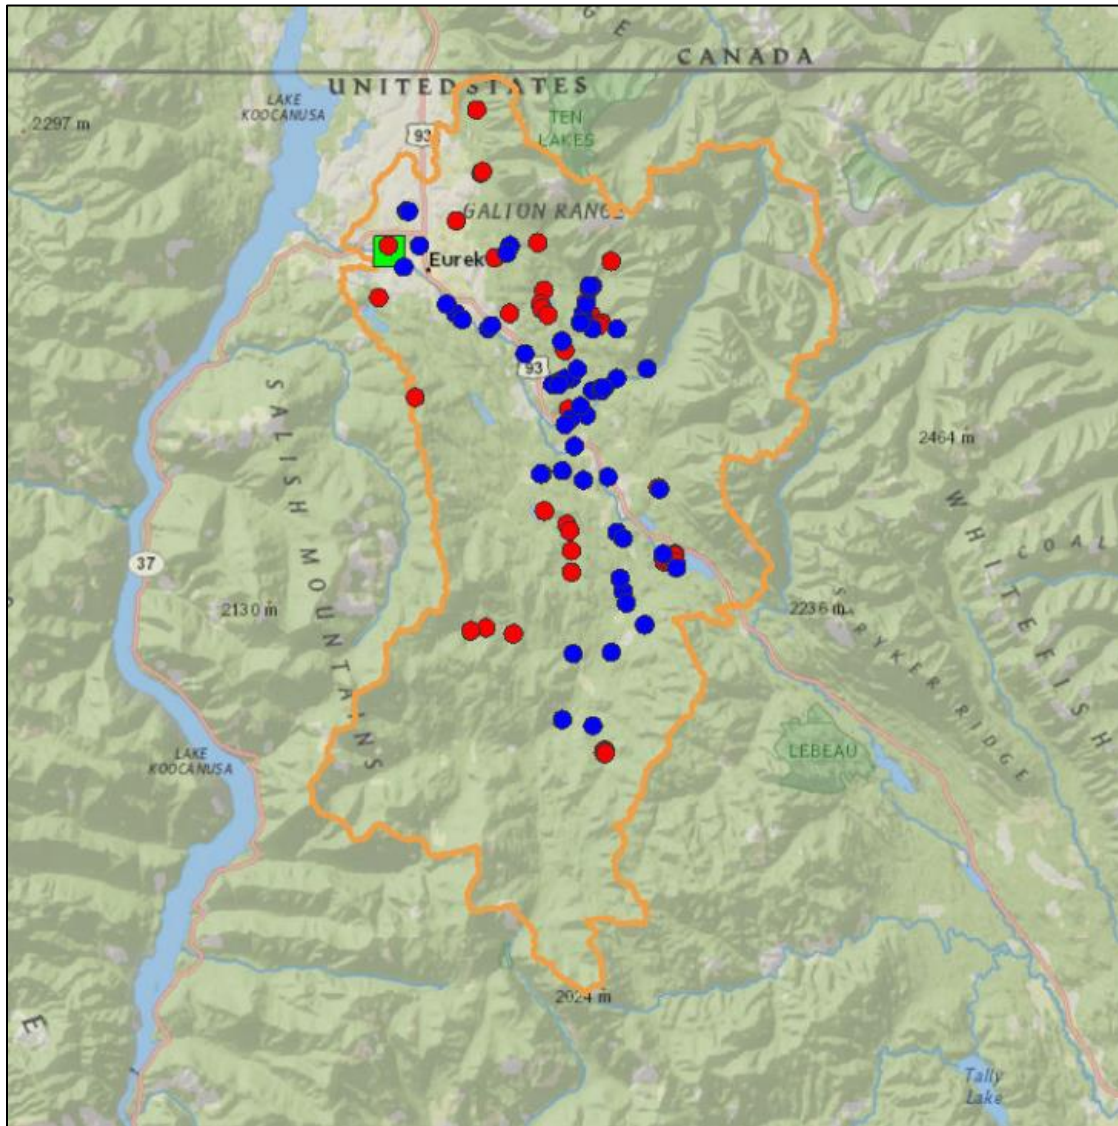 G E
CANADA
UNITED STATES
LAKE
KOOCANUSA
TEN
LAKES
93
2297 m
GALTON RANGE
Eurek
93
SALISH MOUNTAINS
2464 m
WHITEFISH
COAL
37
2130 m
2236 m
STRYKER RIDGE
LAKE
KOOCANUSA
LEBEAU
2024 m
E
Tally
Lake